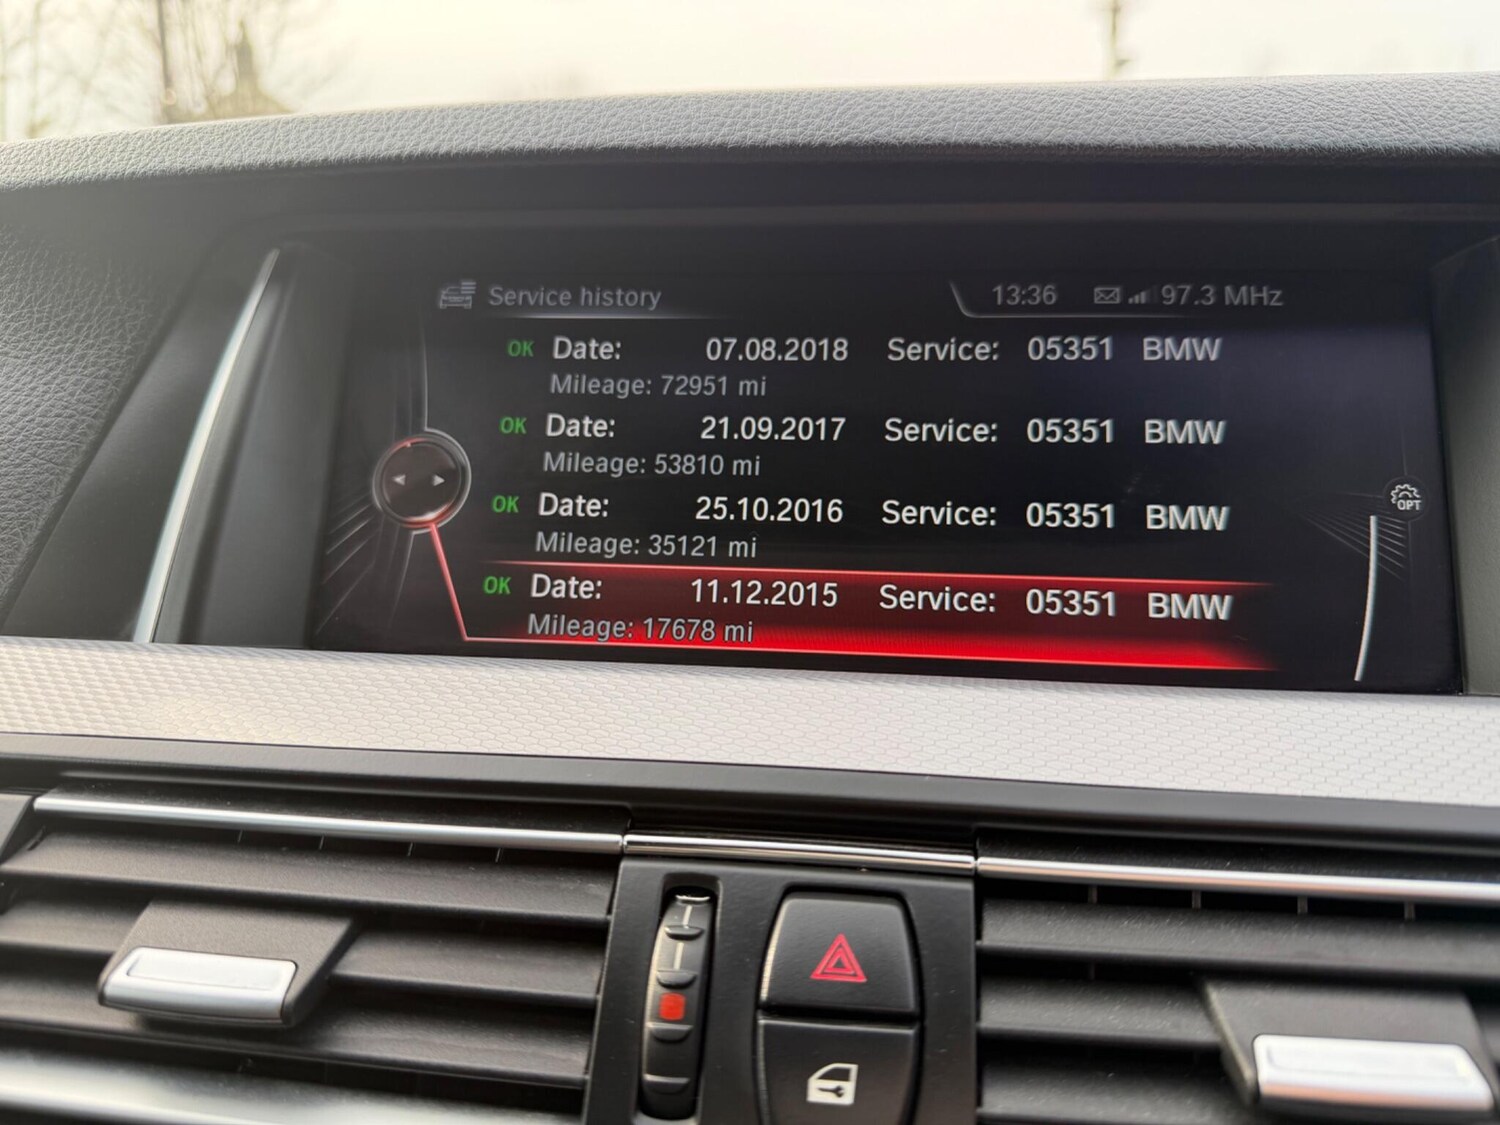 Service history 13:36 97.3 MHz
OK Date: 07.08.2018 Service: 05351 BMW
Mileage: 72951 mi
OK Date: 21.09.2017 Service: 05351 BMW
Mileage: 53810 mi
OK Date: 25.10.2016 Service: 05351 BMW
Mileage: 35121 mi
OK Date: 11.12.2015 Service: 05351 BMW
Mileage: 17678 mi
OPT